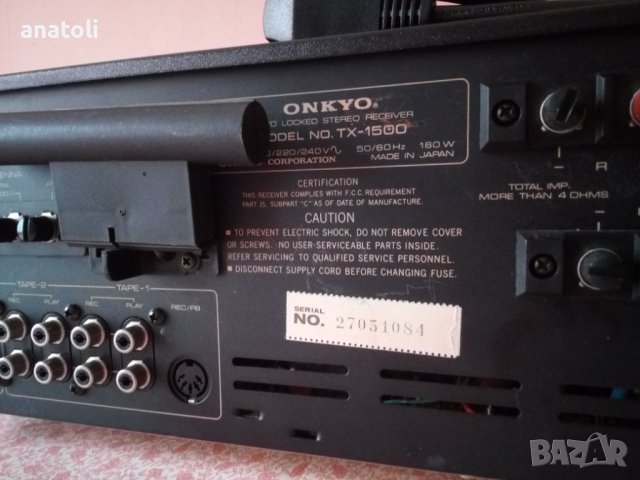 anatoli
ONKYO®
LOCKED STEREO RECEIVER
MODEL NO. TX-1500
/220/240V~ 50/60Hz 160W
CORPORATION MADE IN JAPAN
CERTIFICATION
THIS RECEIVER COMPLIES WITH F.C.C. REQUIREMENT
PART 15, SUBPART "C" AS OF DATE OF MANUFACTURE.
CAUTION
■ TO PREVENT ELECTRIC SHOCK, DO NOT REMOVE COVER
OR SCREWS. NO USER-SERVICEABLE PARTS INSIDE.
REFER SERVICING TO QUALIFIED SERVICE PERSONNEL.
■ DISCONNECT SUPPLY CORD BEFORE CHANGING FUSE.
SERIAL
NO. 27051084
− R
TOTAL IMP.
MORE THAN 4 OHMS
TAPE-2 TAPE-1
REC PLAY REC PLAY REC/PB
BAZAR